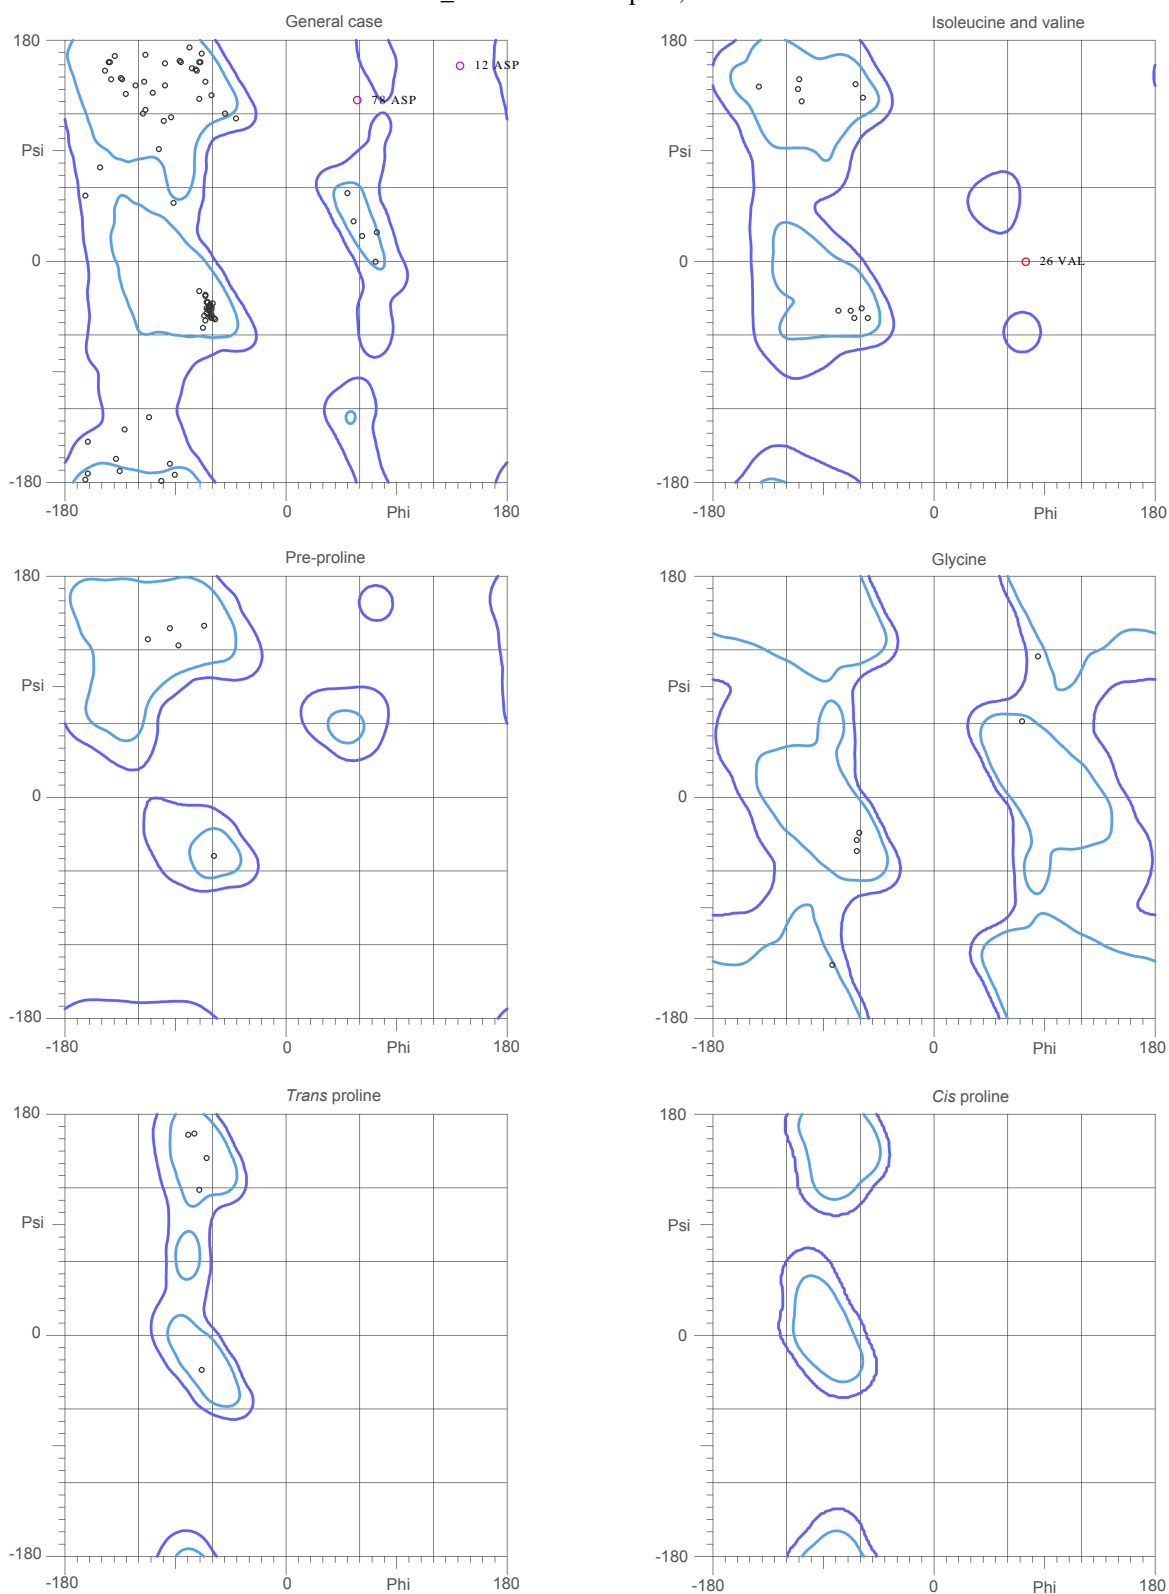 General case
Isoleucine and valine
180
12 ASP
78 ASP
Psi
0
-180
-180
0
Phi
180
180
Psi
0
26 VAL
-180
-180
0
Phi
180
Pre-proline
Glycine
180
Psi
0
-180
-180
0
Phi
180
180
Psi
0
-180
-180
0
Phi
180
Trans proline
Cis proline
180
Psi
0
-180
-180
0
Phi
180
180
Psi
0
-180
-180
0
Phi
180